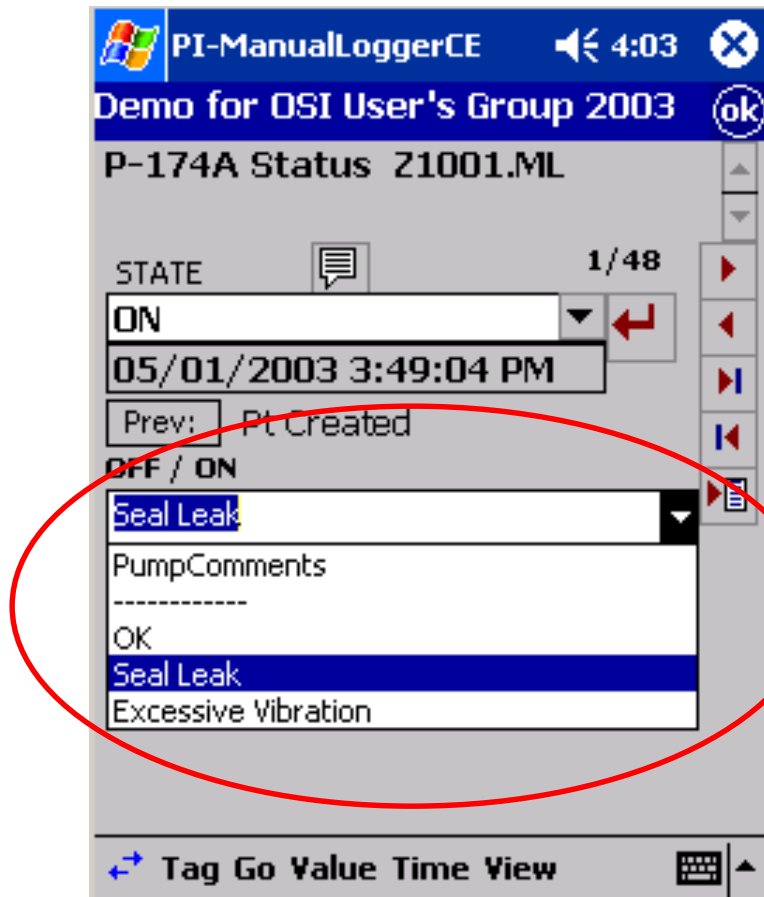 PI-ManualLoggerCE 4:03
Demo for OSI User's Group 2003 ok
P-174A Status Z1001.ML
STATE 1/48
ON
05/01/2003 3:49:04 PM
Prev: Pt Created
OFF / ON
Seal Leak
PumpComments
------------
OK
Seal Leak
Excessive Vibration
Tag Go Value Time View